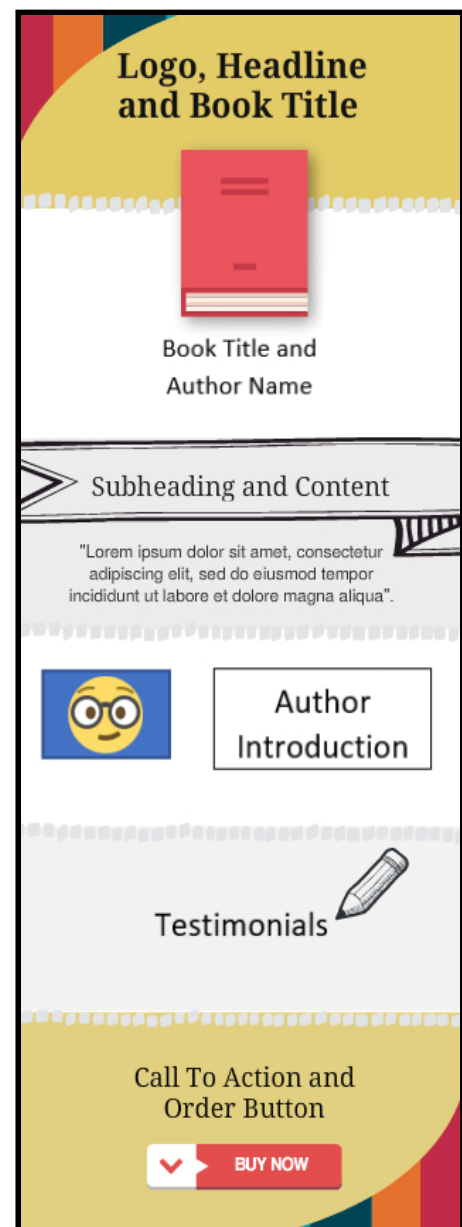 Logo, Headline
and Book Title
Book Title and
Author Name
Subheading and Content
"Lorem ipsum dolor sit amet, consectetur
adipiscing elit, sed do eiusmod tempor
incididunt ut labore et dolore magna aliqua".
Author
Introduction
Testimonials
Call To Action and
Order Button
BUY NOW